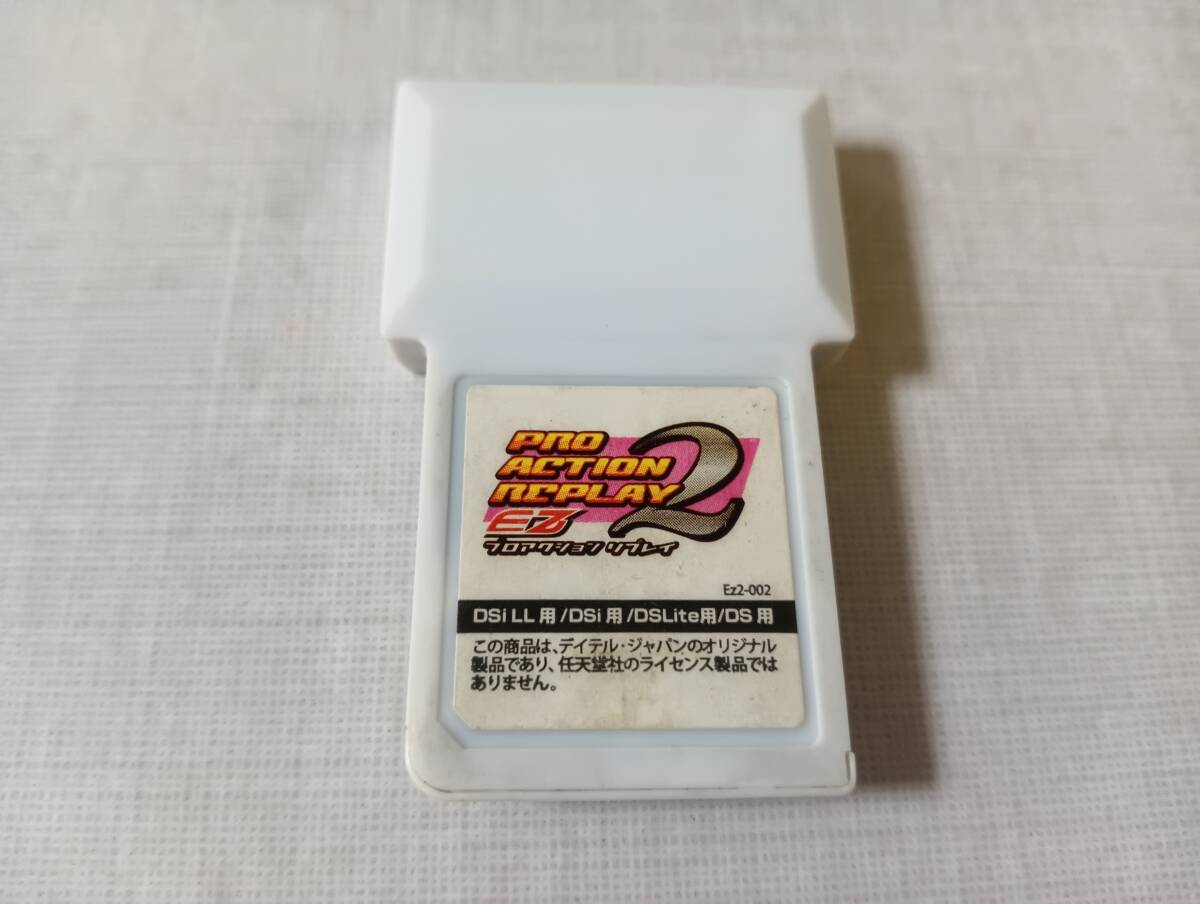 PRO
ACTION
REPLAY 2
EZ
プロアクション リプレイ
Ez2-002
DSi LL 用 /DSi 用 /DSLite用/DS 用
この商品は、デイテル・ジャパンのオリジナル
製品であり、任天堂社のライセンス製品では
ありません。